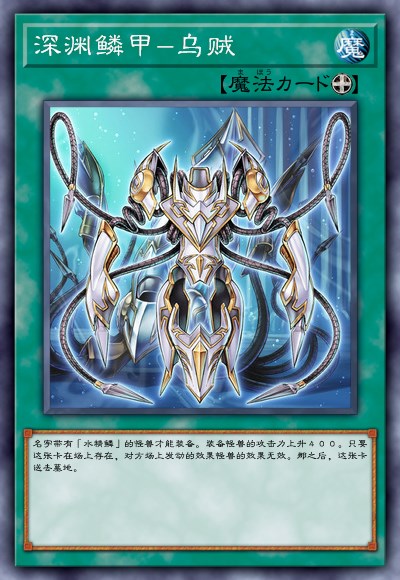 深渊鳞甲-乌贼
魔
【魔法カード】
名字带有「水精鳞」的怪兽才能装备。装备怪兽的攻击力上升400。只要
这张卡在场上存在，对方场上发动的效果怪兽的效果无效。那之后，这张卡
送去墓地。